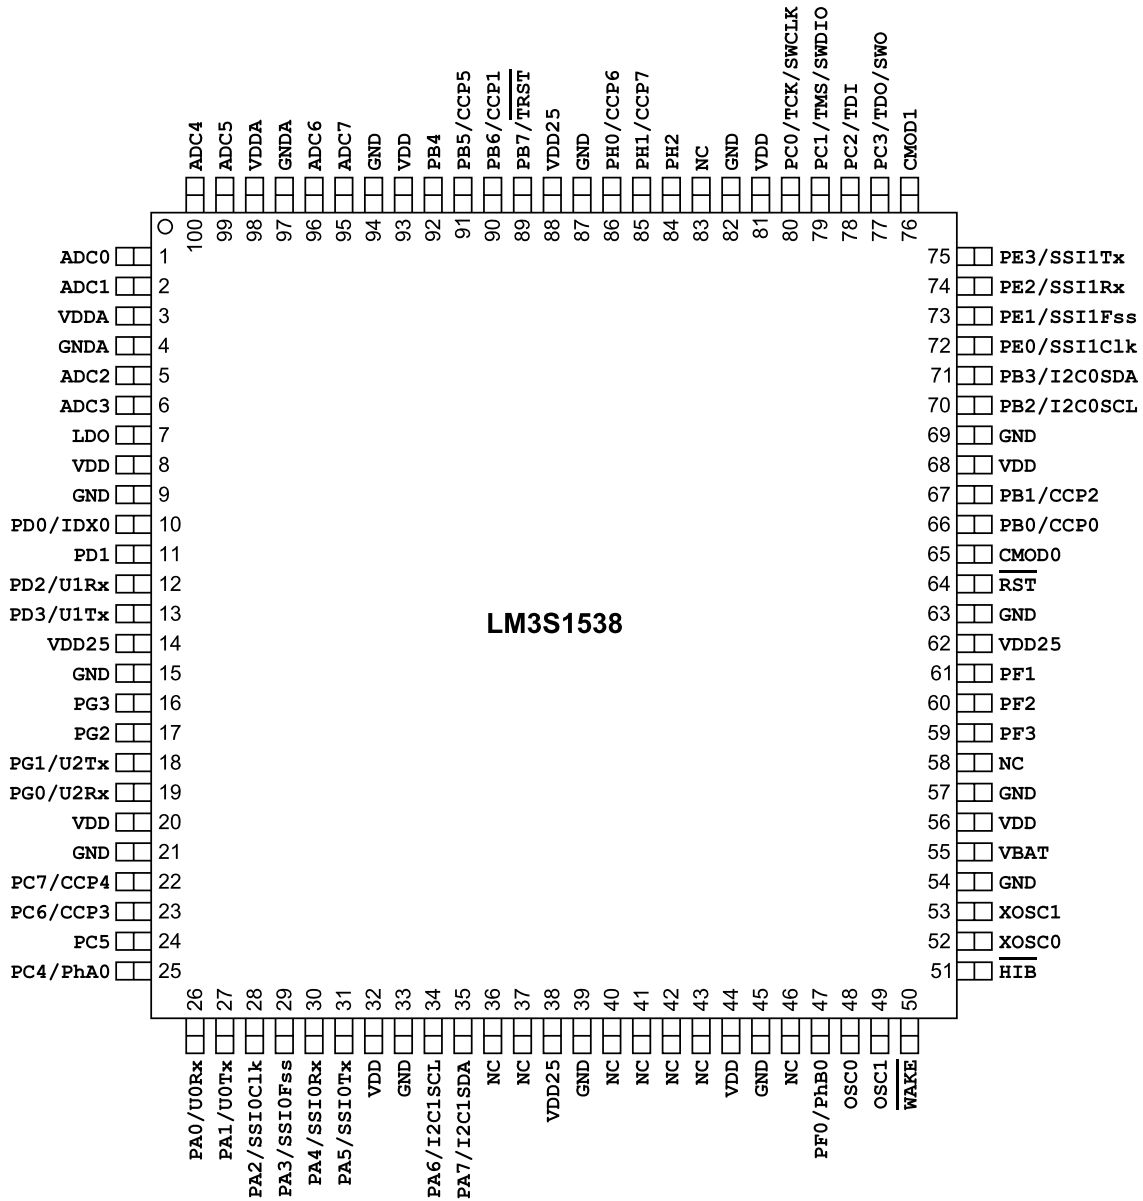 ADC4
ADC5
VDDA
GNDA
ADC6
ADC7
GND
VDD
PB4
PB5/CCP5
PB6/CCP1
PB7/TRST
VDD25
GND
PH0/CCP6
PH1/CCP7
PH2
NC
GND
VDD
PC0/TCK/SWCLK
PC1/TMS/SWDIO
PC2/TDI
PC3/TDO/SWO
CMOD1
100
99
98
97
96
95
94
93
92
91
90
89
88
87
86
85
84
83
82
81
80
79
78
77
76
ADC0 1
ADC1 2
VDDA 3
GNDA 4
ADC2 5
ADC3 6
LDO 7
VDD 8
GND 9
PD0/IDX0 10
PD1 11
PD2/U1Rx 12
PD3/U1Tx 13
VDD25 14
GND 15
PG3 16
PG2 17
PG1/U2Tx 18
PG0/U2Rx 19
VDD 20
GND 21
PC7/CCP4 22
PC6/CCP3 23
PC5 24
PC4/PhA0 25
LM3S1538
75 PE3/SSI1Tx
74 PE2/SSI1Rx
73 PE1/SSI1Fss
72 PE0/SSI1Clk
71 PB3/I2C0SDA
70 PB2/I2C0SCL
69 GND
68 VDD
67 PB1/CCP2
66 PB0/CCP0
65 CMOD0
64 RST
63 GND
62 VDD25
61 PF1
60 PF2
59 PF3
58 NC
57 GND
56 VDD
55 VBAT
54 GND
53 XOSC1
52 XOSC0
51 HIB
26
27
28
29
30
31
32
33
34
35
36
37
38
39
40
41
42
43
44
45
46
47
48
49
50
PA0/U0Rx
PA1/U0Tx
PA2/SSI0Clk
PA3/SSI0Fss
PA4/SSI0Rx
PA5/SSI0Tx
VDD
GND
PA6/I2C1SCL
PA7/I2C1SDA
NC
NC
VDD25
GND
NC
NC
NC
NC
VDD
GND
NC
PF0/PhB0
OSC0
OSC1
WAKE